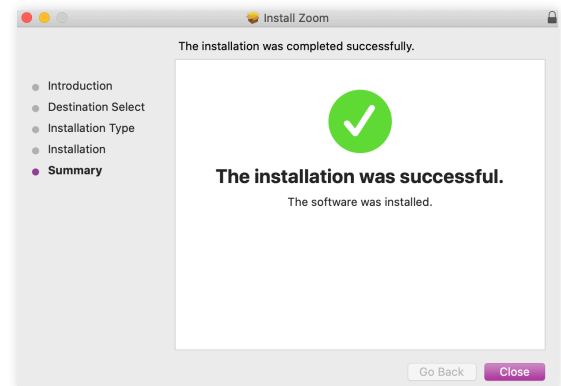 Install Zoom
The installation was completed successfully.
Introduction
Destination Select
Installation Type
Installation
Summary
The installation was successful.
The software was installed.
Go Back
Close